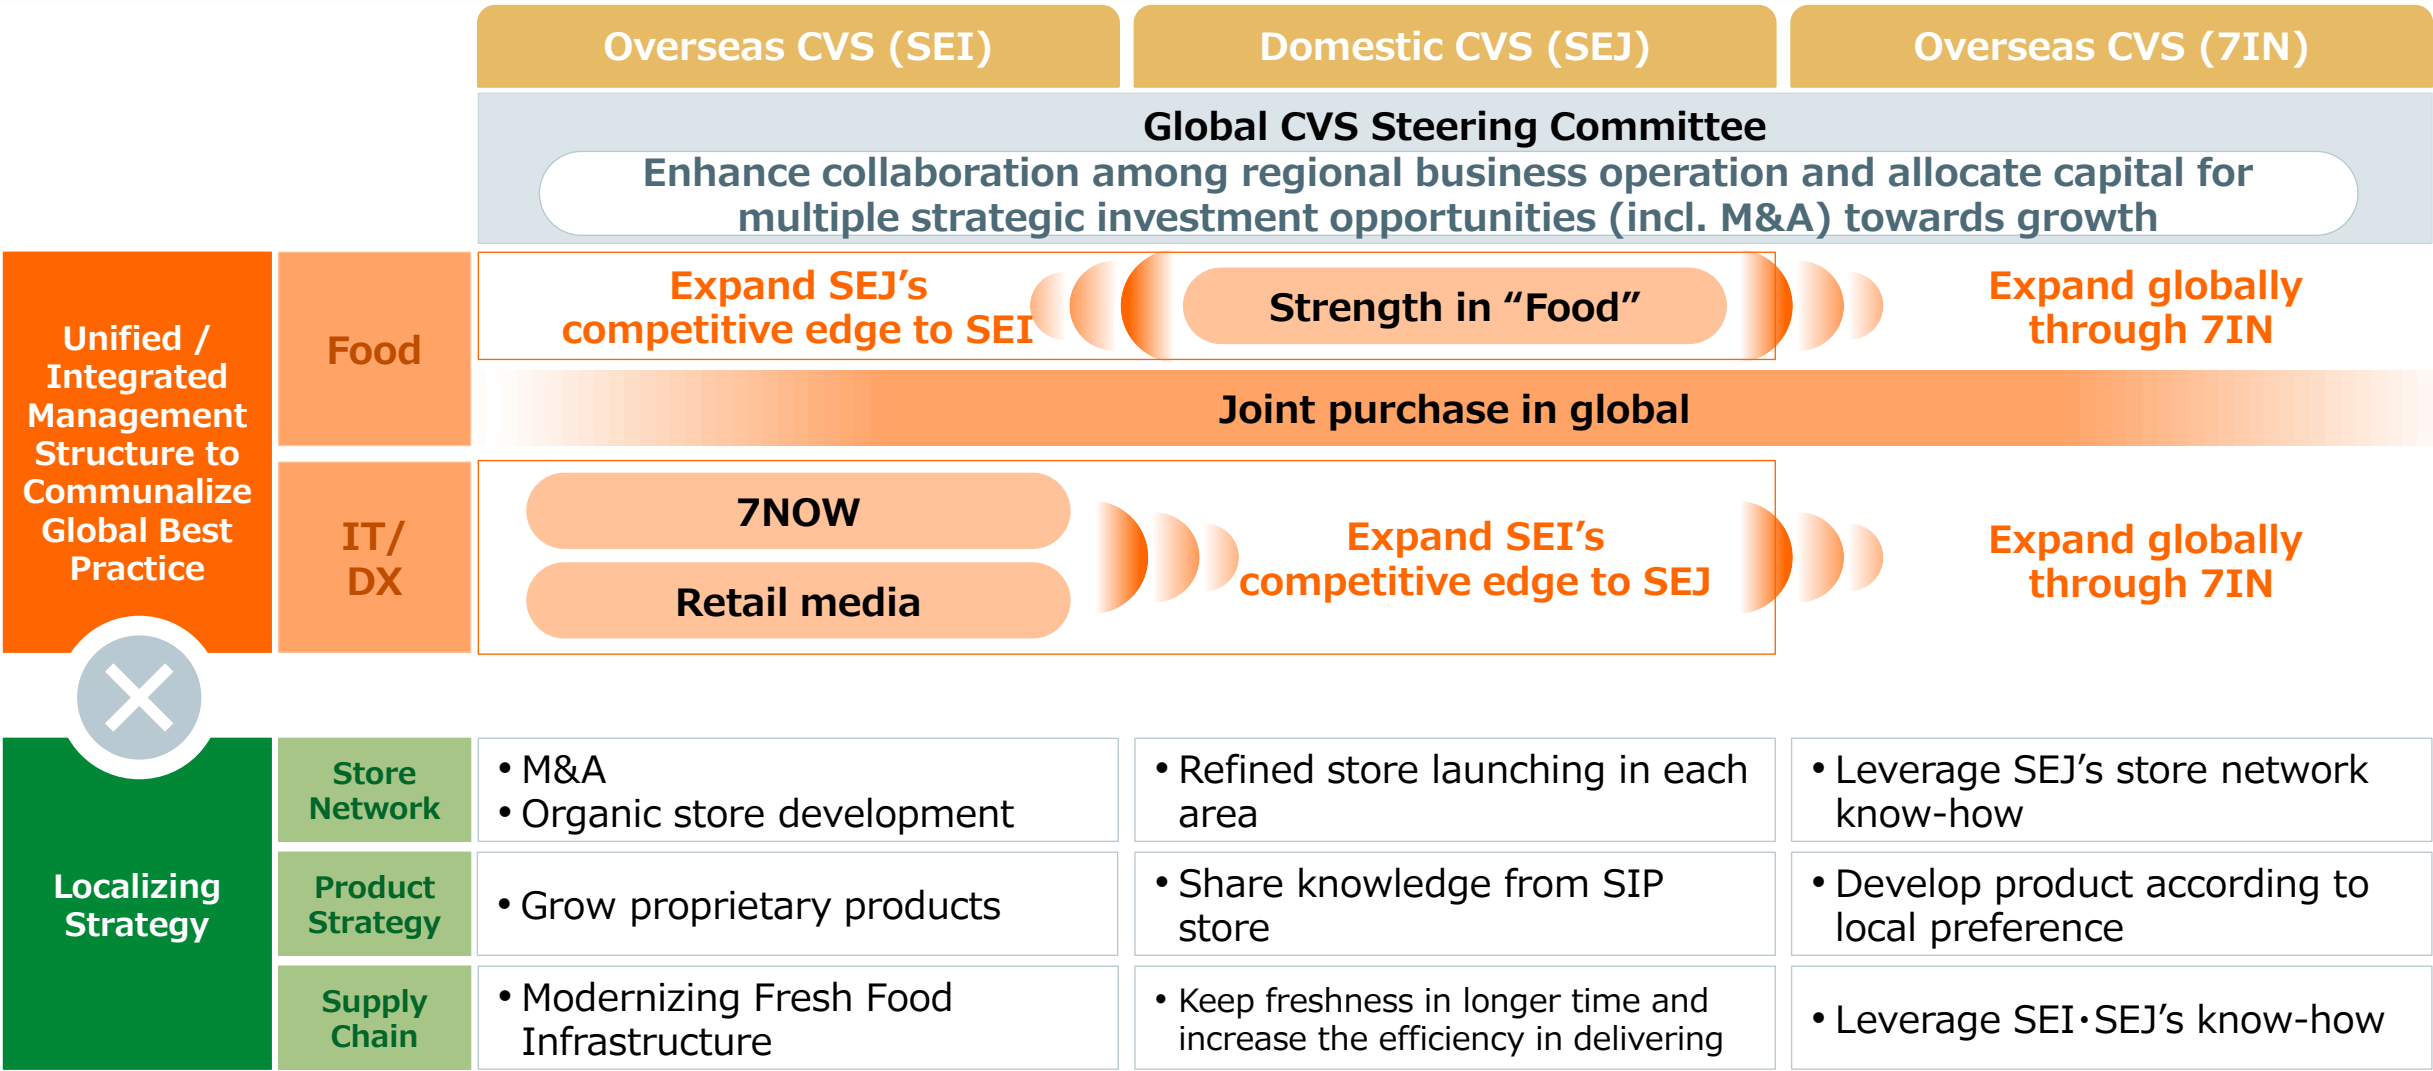 Overseas CVS (SEI)
Domestic CVS (SEJ)
Overseas CVS (7IN)
Global CVS Steering Committee
Enhance collaboration among regional business operation and allocate capital for
multiple strategic investment opportunities (incl. M&A) towards growth
Unified /
Integrated
Management
Structure to
Communalize
Global Best
Practice
Food
Expand SEJ’s
competitive edge to SEI
Strength in “Food”
Expand globally
through 7IN
Joint purchase in global
IT/
DX
7NOW
Retail media
Expand SEI’s
competitive edge to SEJ
Expand globally
through 7IN
Localizing
Strategy
Store
Network
• M&A
• Organic store development
• Refined store launching in each
area
• Leverage SEJ’s store network
know-how
Product
Strategy
• Grow proprietary products
• Share knowledge from SIP
store
• Develop product according to
local preference
Supply
Chain
• Modernizing Fresh Food
Infrastructure
• Keep freshness in longer time and
increase the efficiency in delivering
• Leverage SEI・SEJ’s know-how